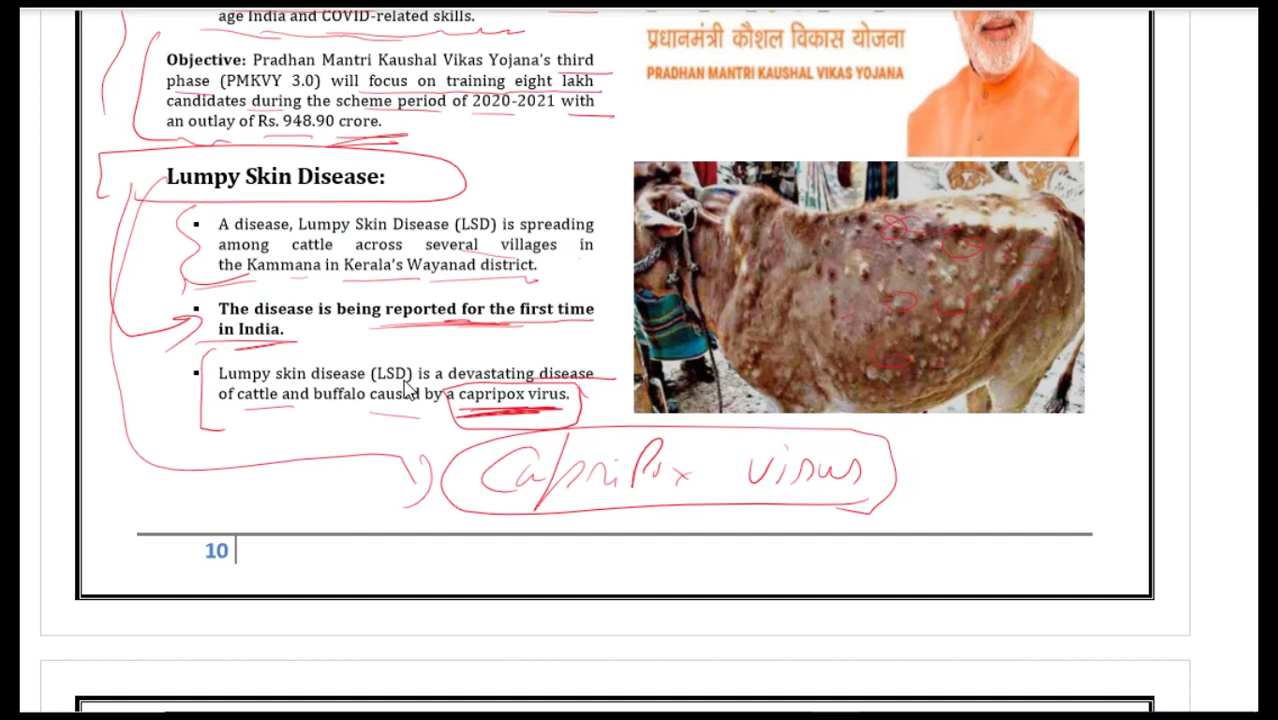 age India and COVID-related skills.
Objective: Pradhan Mantri Kaushal Vikas Yojana's third
phase (PMKVY 3.0) will focus on training eight lakh
candidates during the scheme period of 2020-2021 with
an outlay of Rs. 948.90 crore.
प्रधानमंत्री कौशल विकास योजना
PRADHAN MANTRI KAUSHAL VIKAS YOJANA
Lumpy Skin Disease:
▪ A disease, Lumpy Skin Disease (LSD) is spreading
among cattle across several villages in
the Kammana in Kerala's Wayanad district.
▪ The disease is being reported for the first time
in India.
▪ Lumpy skin disease (LSD) is a devastating disease
of cattle and buffalo caused by a capripox virus.
CapriPox virus
10